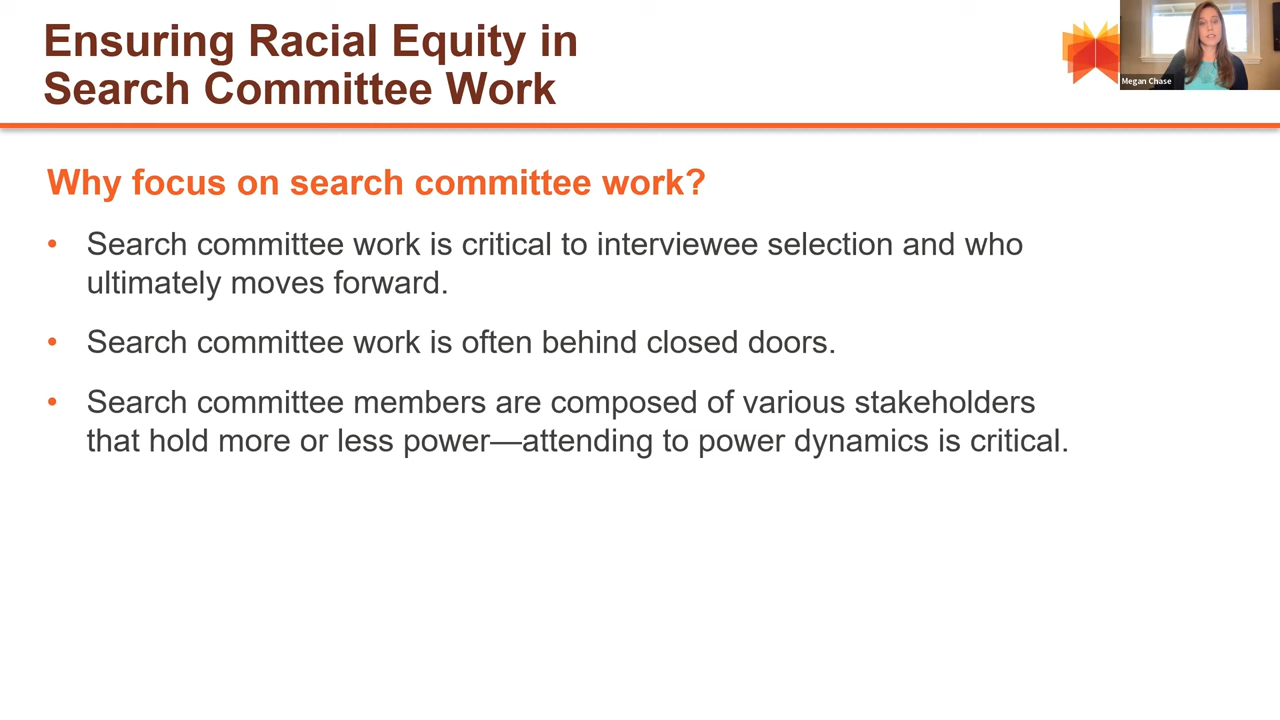 Ensuring Racial Equity in
Search Committee Work
Megan Chase
Why focus on search committee work?
• Search committee work is critical to interviewee selection and who
ultimately moves forward.
• Search committee work is often behind closed doors.
• Search committee members are composed of various stakeholders
that hold more or less power—attending to power dynamics is critical.